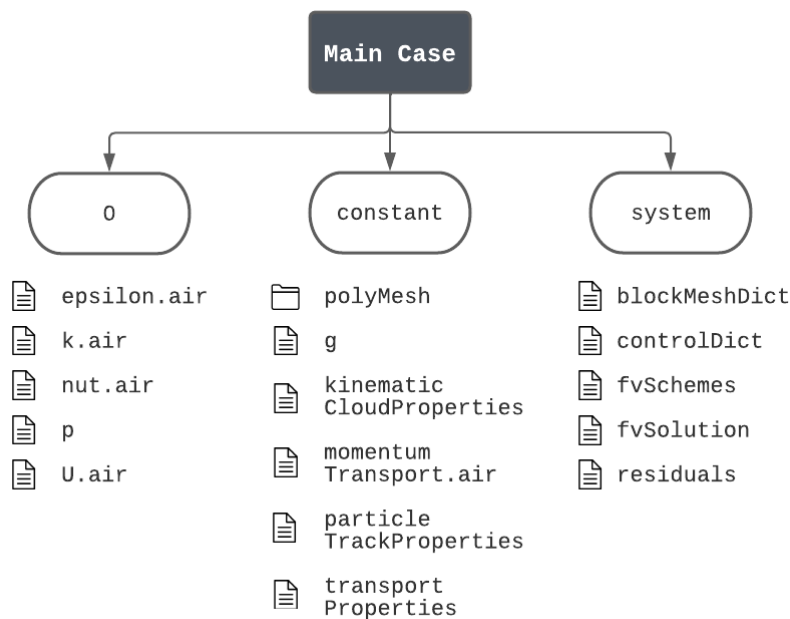 Main Case
0
constant
system
epsilon.air
k.air
nut.air
p
U.air
polyMesh
g
kinematic
CloudProperties
momentum
Transport.air
particle
TrackProperties
transport
Properties
blockMeshDict
controlDict
fvSchemes
fvSolution
residuals